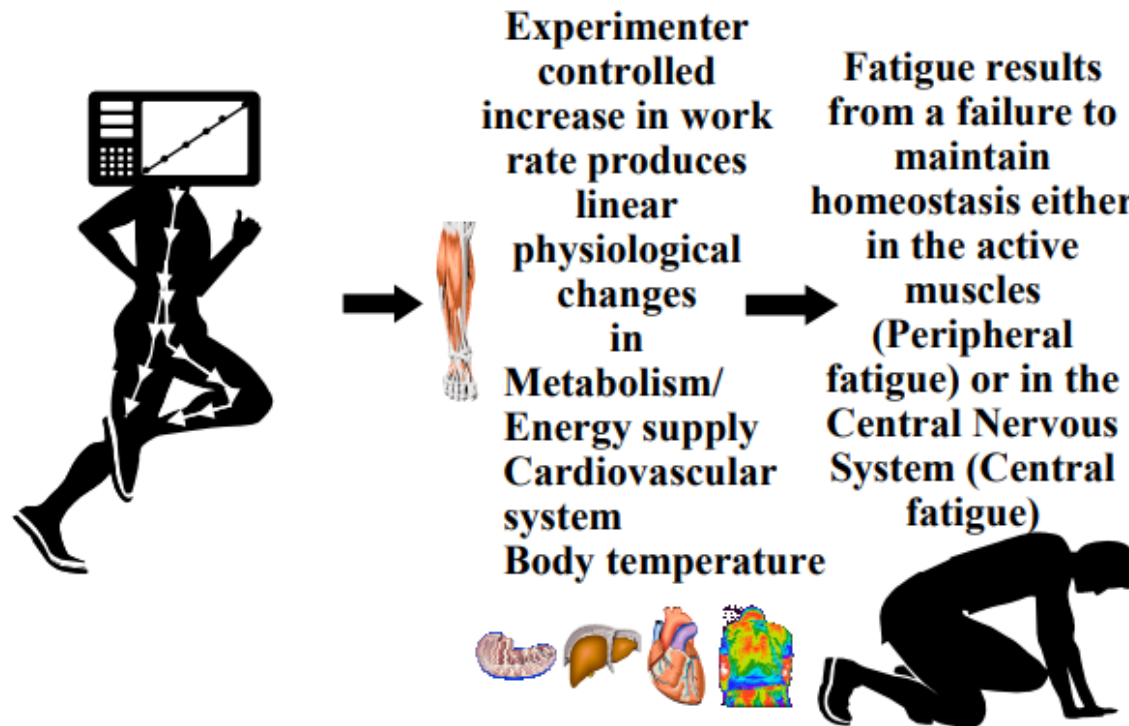 Experimenter
controlled
increase in work
rate produces
linear
physiological
changes
in
Metabolism/
Energy supply
Cardiovascular
system
Body temperature
Fatigue results
from a failure to
maintain
homeostasis either
in the active
muscles
(Peripheral
fatigue) or in the
Central Nervous
System (Central
fatigue)